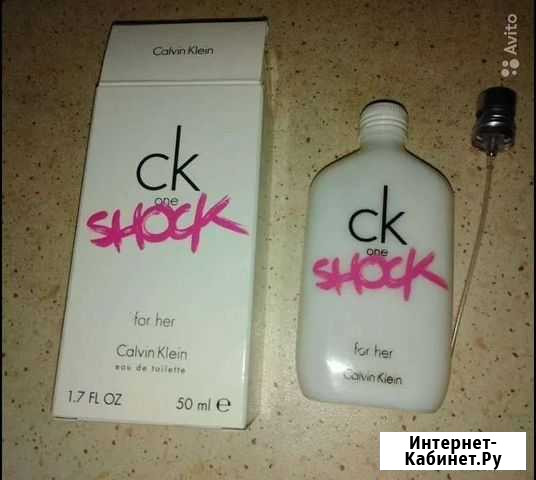 Calvin Klein
ck
one
SHOCK
for her
Calvin Klein
eau de toilette
1.7 FL OZ 50 ml e
ck
one
SHOCK
for her
Calvin Klein
Avito
Интернет-
Кабинет.Ру